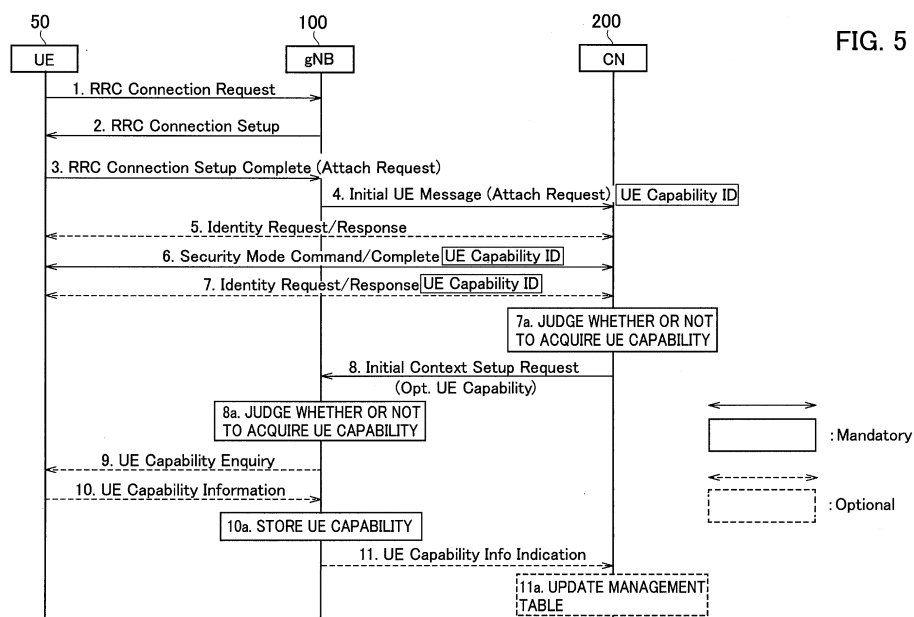 50
100
200
FIG. 5
UE
gNB
CN
1. RRC Connection Request
2. RRC Connection Setup
3. RRC Connection Setup Complete (Attach Request)
4. Initial UE Message (Attach Request) UE Capability ID
5. Identity Request/Response
6. Security Mode Command/Complete UE Capability ID
7. Identity Request/Response UE Capability ID
7a. JUDGE WHETHER OR NOT
TO ACQUIRE UE CAPABILITY
8. Initial Context Setup Request
(Opt. UE Capability)
8a. JUDGE WHETHER OR NOT
TO ACQUIRE UE CAPABILITY
9. UE Capability Enquiry
10. UE Capability Information
10a. STORE UE CAPABILITY
11. UE Capability Info Indication
11a. UPDATE MANAGEMENT
TABLE
: Mandatory
: Optional